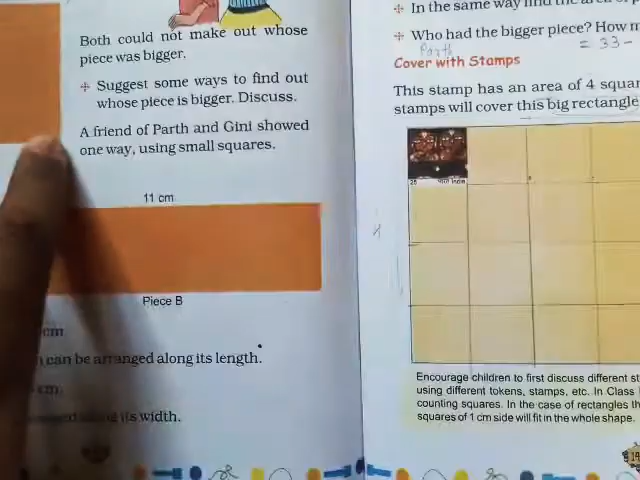 Both could not make out whose
piece was bigger.
✢ Suggest some ways to find out
whose piece is bigger. Discuss.
A friend of Parth and Gini showed
one way, using small squares.
11 cm
Piece B
cm
can be arranged along its length.
cm.
along its width.
✢ In the same way find the area of
✢ Who had the bigger piece? How
Parth
= 33 -
Cover with Stamps
This stamp has an area of 4
stamps will cover this big rectangle
25
भारत India
Encourage children to first discuss different
using different tokens, stamps, etc. In Class
counting squares. In the case of rectangles
squares of 1 cm side will fit in the whole shape.